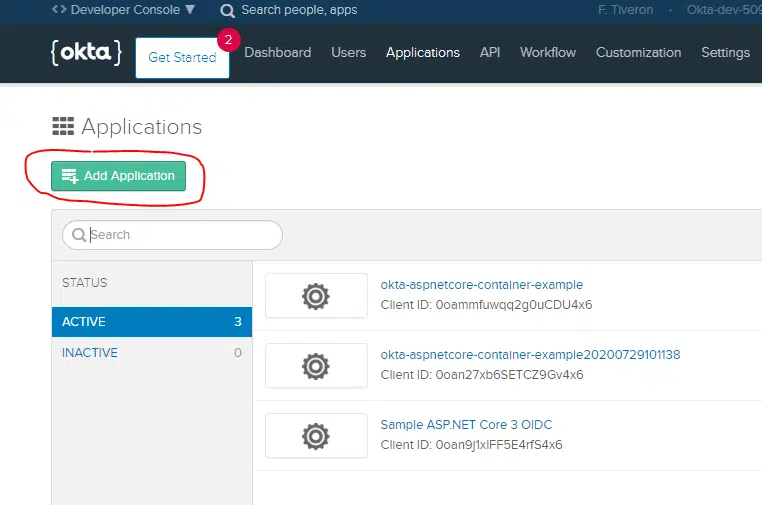 <> Developer Console ▼ Search people, apps F. Tiveron - Okta-dev-509
{okta} Get Started 2 Dashboard Users Applications API Workflow Customization Settings
Applications
Add Application
Search
STATUS
ACTIVE 3
INACTIVE 0
okta-aspnetcore-container-example
Client ID: 0oammfuwqq2g0uCDU4x6
okta-aspnetcore-container-example20200729101138
Client ID: 0oan27xb6SETCZ9Gv4x6
Sample ASP.NET Core 3 OIDC
Client ID: 0oan9j1xlFF5E4rfS4x6